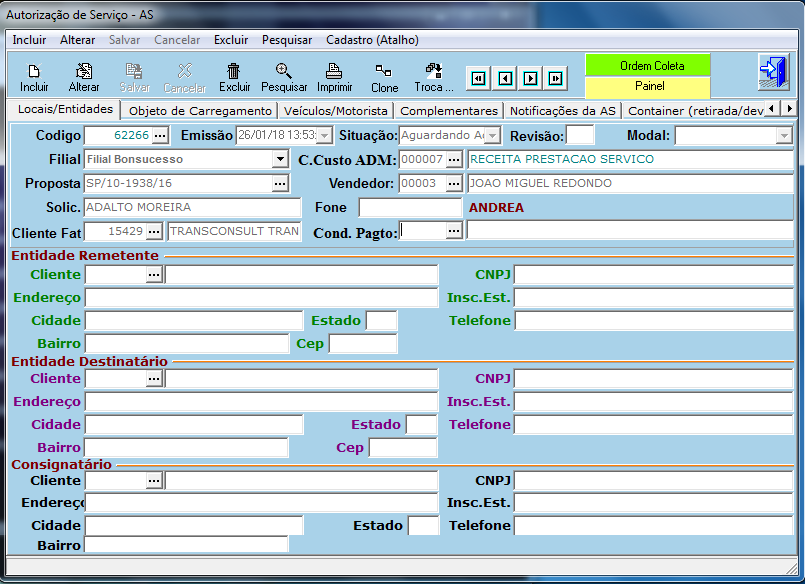 Autorização de Serviço - AS
Incluir Alterar Salvar Cancelar Excluir Pesquisar Cadastro (Atalho)
Incluir Alterar Salvar Cancelar Excluir Pesquisar Imprimir Clone Troca ...
Ordem Coleta
Painel
Locais/Entidades Objeto de Carregamento Veículos/Motorista Complementares Notificações da AS Container (retirada/dev
Codigo 62266 ... Emissão 26/01/18 13:53: Situação: Aguardando Revisão: Modal:
Filial Filial Bonsucesso C.Custo ADM: 000007 ... RECEITA PRESTACAO SERVICO
Proposta SP/10-1938/16 ... Vendedor: 00003 ... JOAO MIGUEL REDONDO
Solic. ADALTO MOREIRA Fone ANDREA
Cliente Fat 15429 ... TRANSCONSULT TRAN Cond. Pagto: ...
Entidade Remetente
Cliente ... CNPJ
Endereço Insc.Est.
Cidade Estado Telefone
Bairro Cep
Entidade Destinatário
Cliente ... CNPJ
Endereço Insc.Est.
Cidade Estado Telefone
Bairro Cep
Consignatário
Cliente ... CNPJ
Endereço Insc.Est.
Cidade Estado Telefone
Bairro